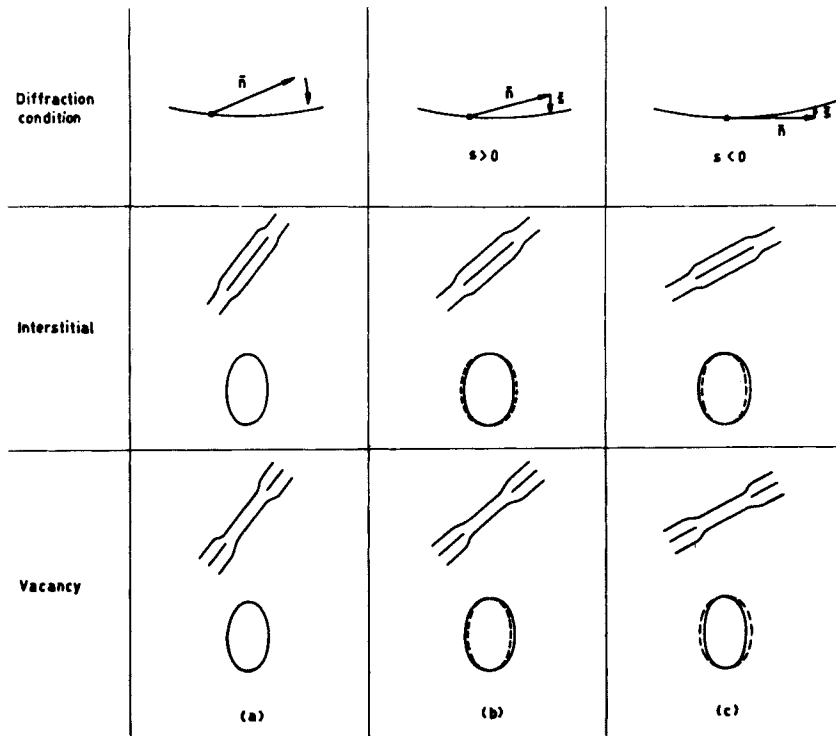 Diffraction
condition
n̄
n̄
s̄
s>0
n̄
s̄
s<0
Interstitial
Vacancy
(a)
(b)
(c)